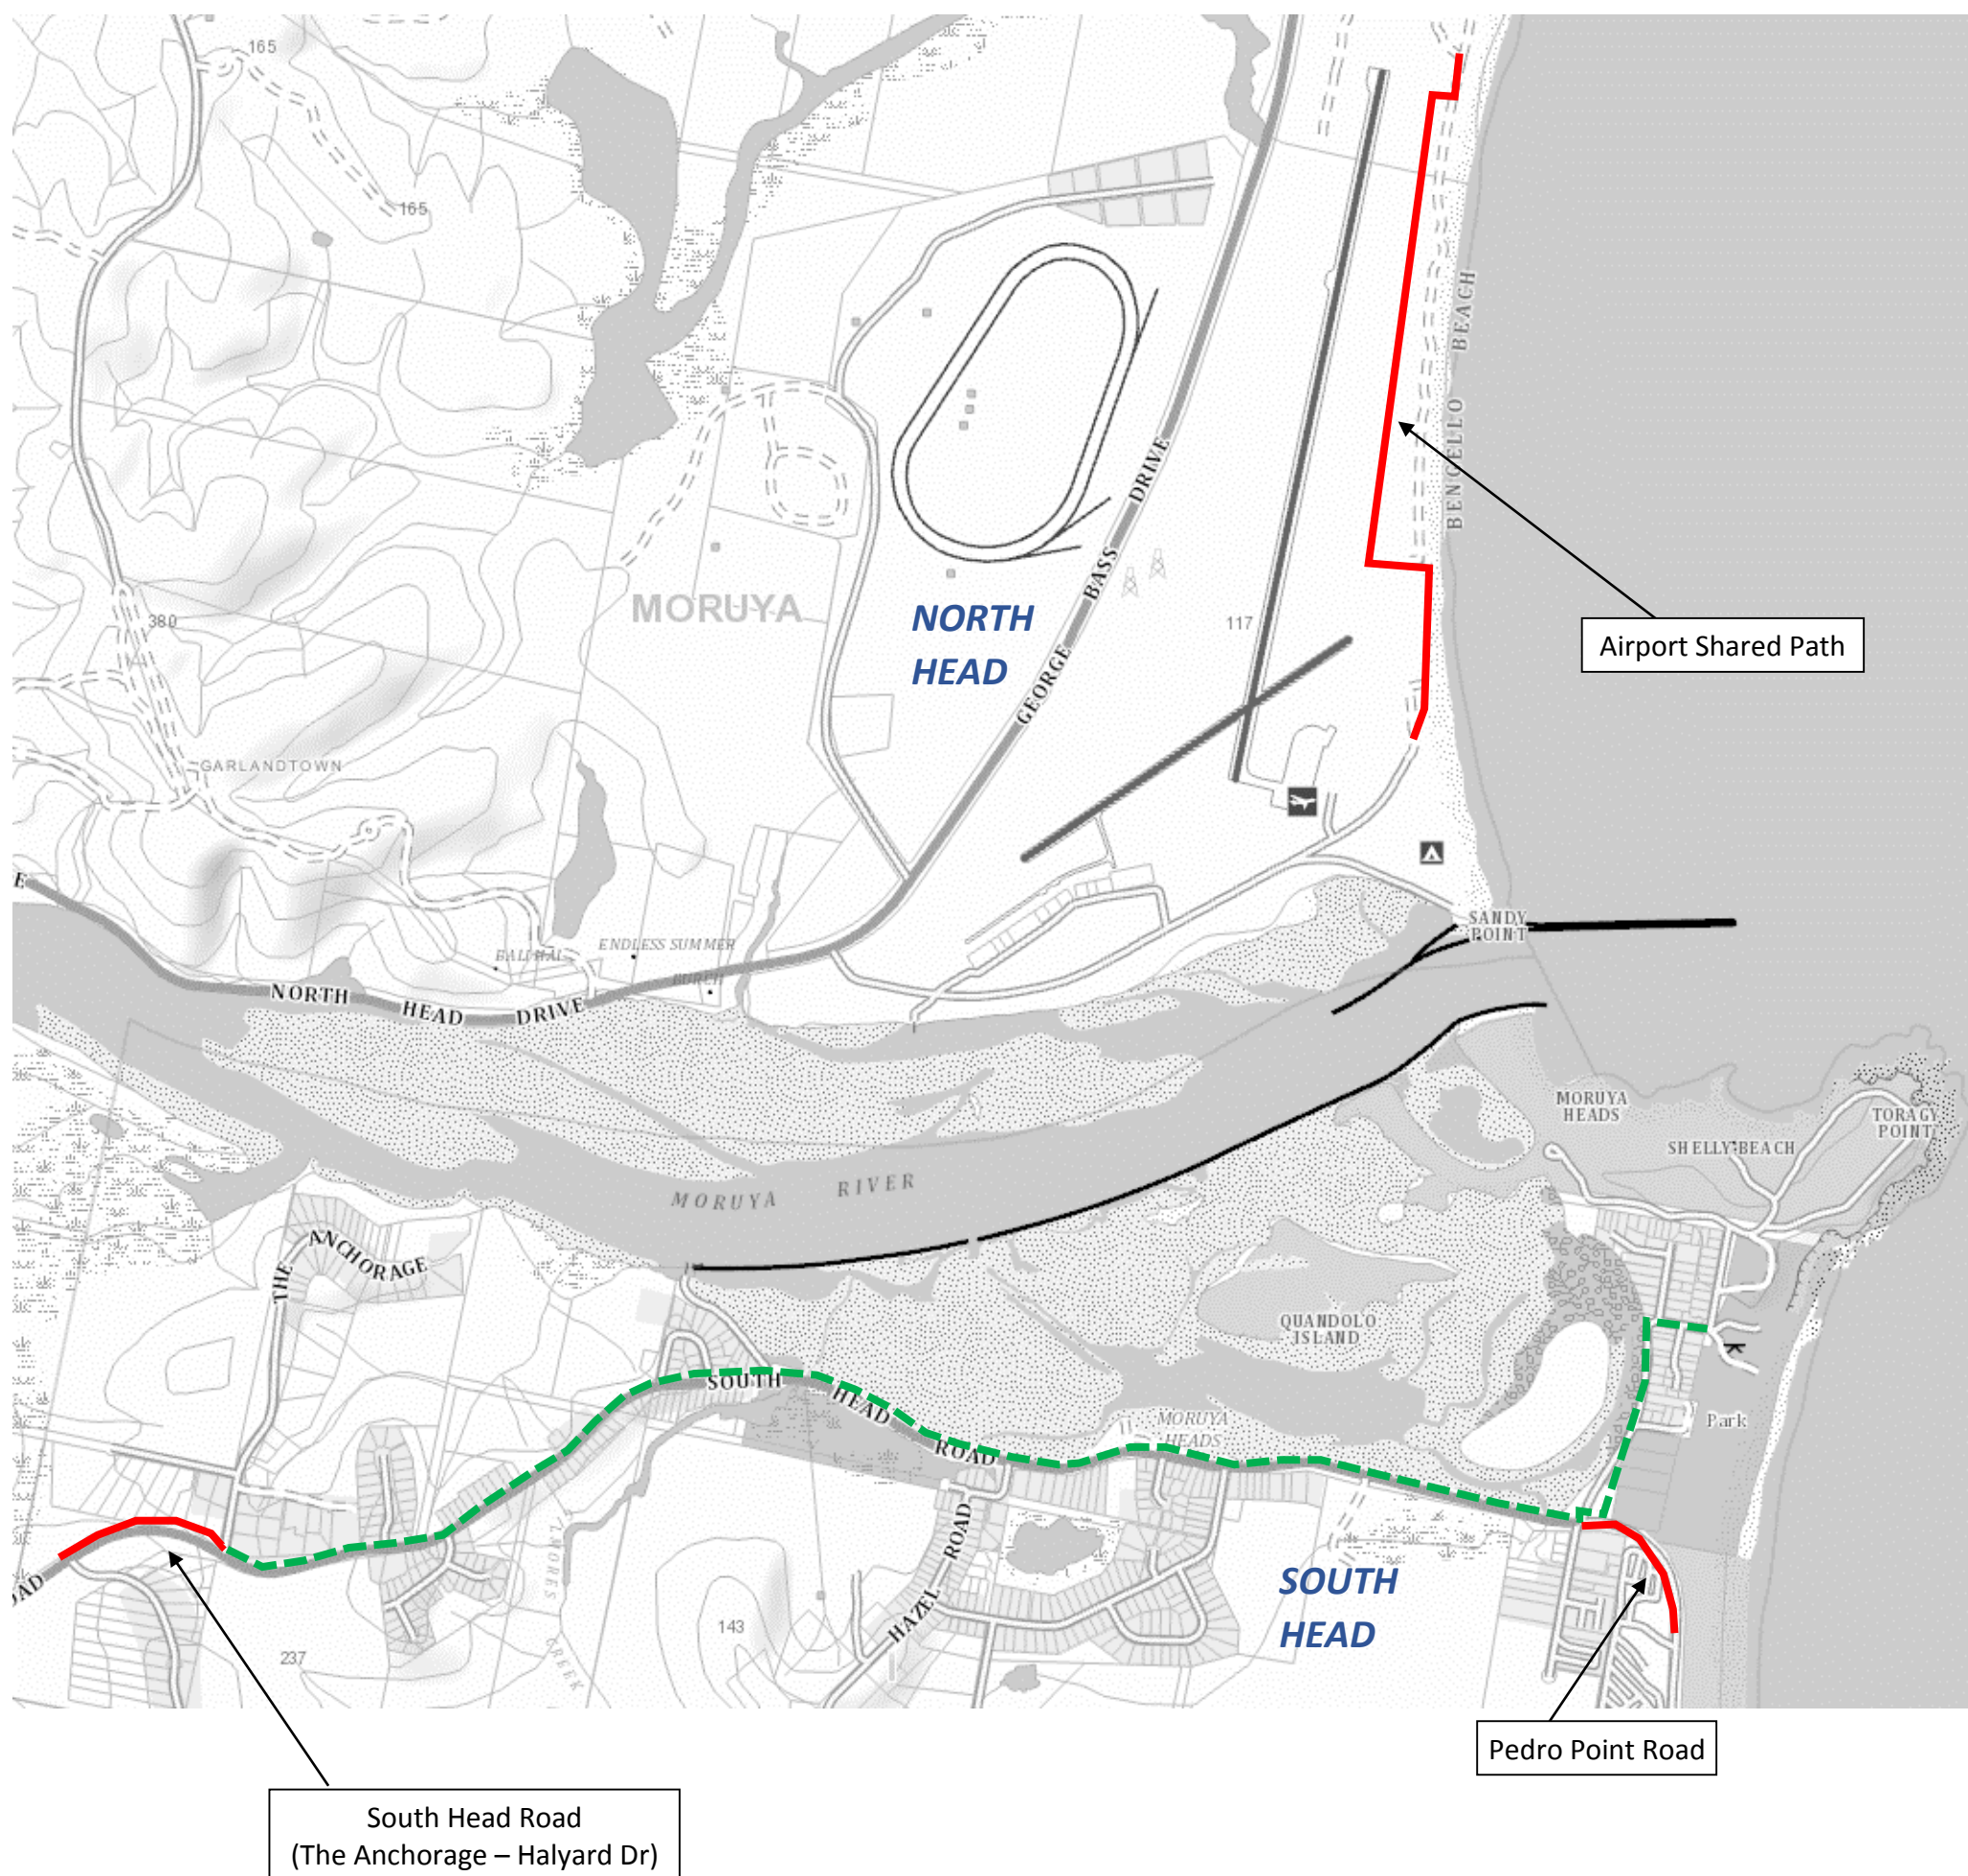 165
165
BENGELLO BEACH
GEORGE BASS DRIVE
380
MORUYA
NORTH
HEAD
117
Airport Shared Path
GARLANDTOWN
E
SANDY
POINT
ENDLESS SUMMER
NORTH HEAD DRIVE
MORUYA
HEADS
TORAGY
POINT
SHELLY BEACH
MORUYA RIVER
THE ANCHORAGE
QUANDOLO
ISLAND
K
SOUTH HEAD ROAD
MORUYA
HEADS
Park
OAD
HAZEL ROAD
SOUTH
HEAD
143
237
CREEK
Pedro Point Road
South Head Road
(The Anchorage – Halyard Dr)